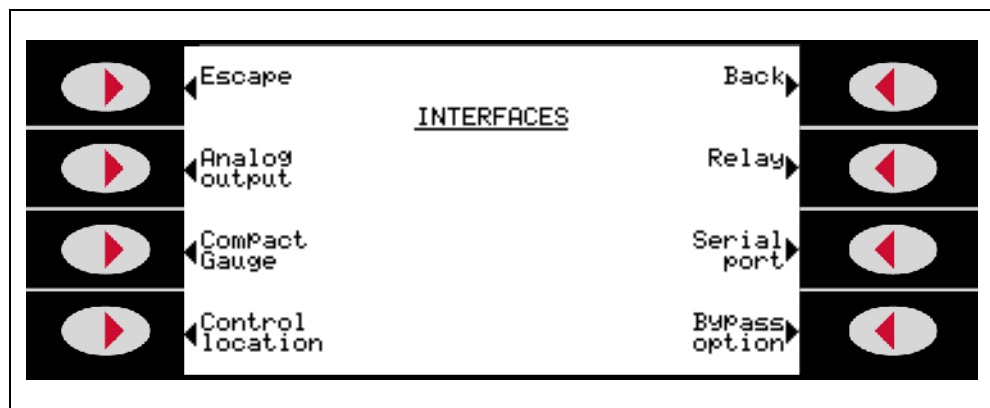 Escape
Back
INTERFACES
Analog
output
Relay
Compact
Gauge
Serial
port
Control
location
Bypass
option